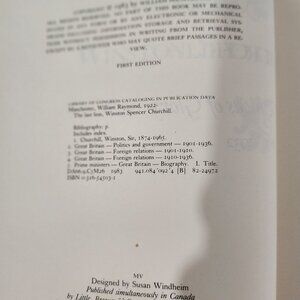 COPYRIGHT © 1983 BY WILLIAM
NO PART OF THIS BOOK MAY BE REPRO-
OR BY ANY ELECTRONIC OR MECHANICAL
INFORMATION STORAGE AND RETRIEVAL SYS-
WITHOUT PERMISSION IN WRITING FROM THE PUBLISHER,
WHO MAY QUOTE BRIEF PASSAGES IN A RE-
VIEW.
FIRST EDITION
LIBRARY OF CONGRESS CATALOGING IN PUBLICATION DATA
Manchester, William Raymond, 1922-
The last lion, Winston Spencer Churchill.
Bibliography: p.
Includes index.
1. Churchill, Winston, Sir, 1874-1965.
2. Great Britain — Politics and government — 1901-1936.
3. Great Britain — Foreign relations — 1901-1910.
4. Great Britain — Foreign relations — 1910-1936.
5. Prime ministers — Great Britain — Biography. I. Title.
DA566.9.C5M26 1983 941.084'092'4 [B] 82-24972
ISBN 0-316-54503-1
MV
Designed by Susan Windheim
Published simultaneously in Canada
by Little, Brown